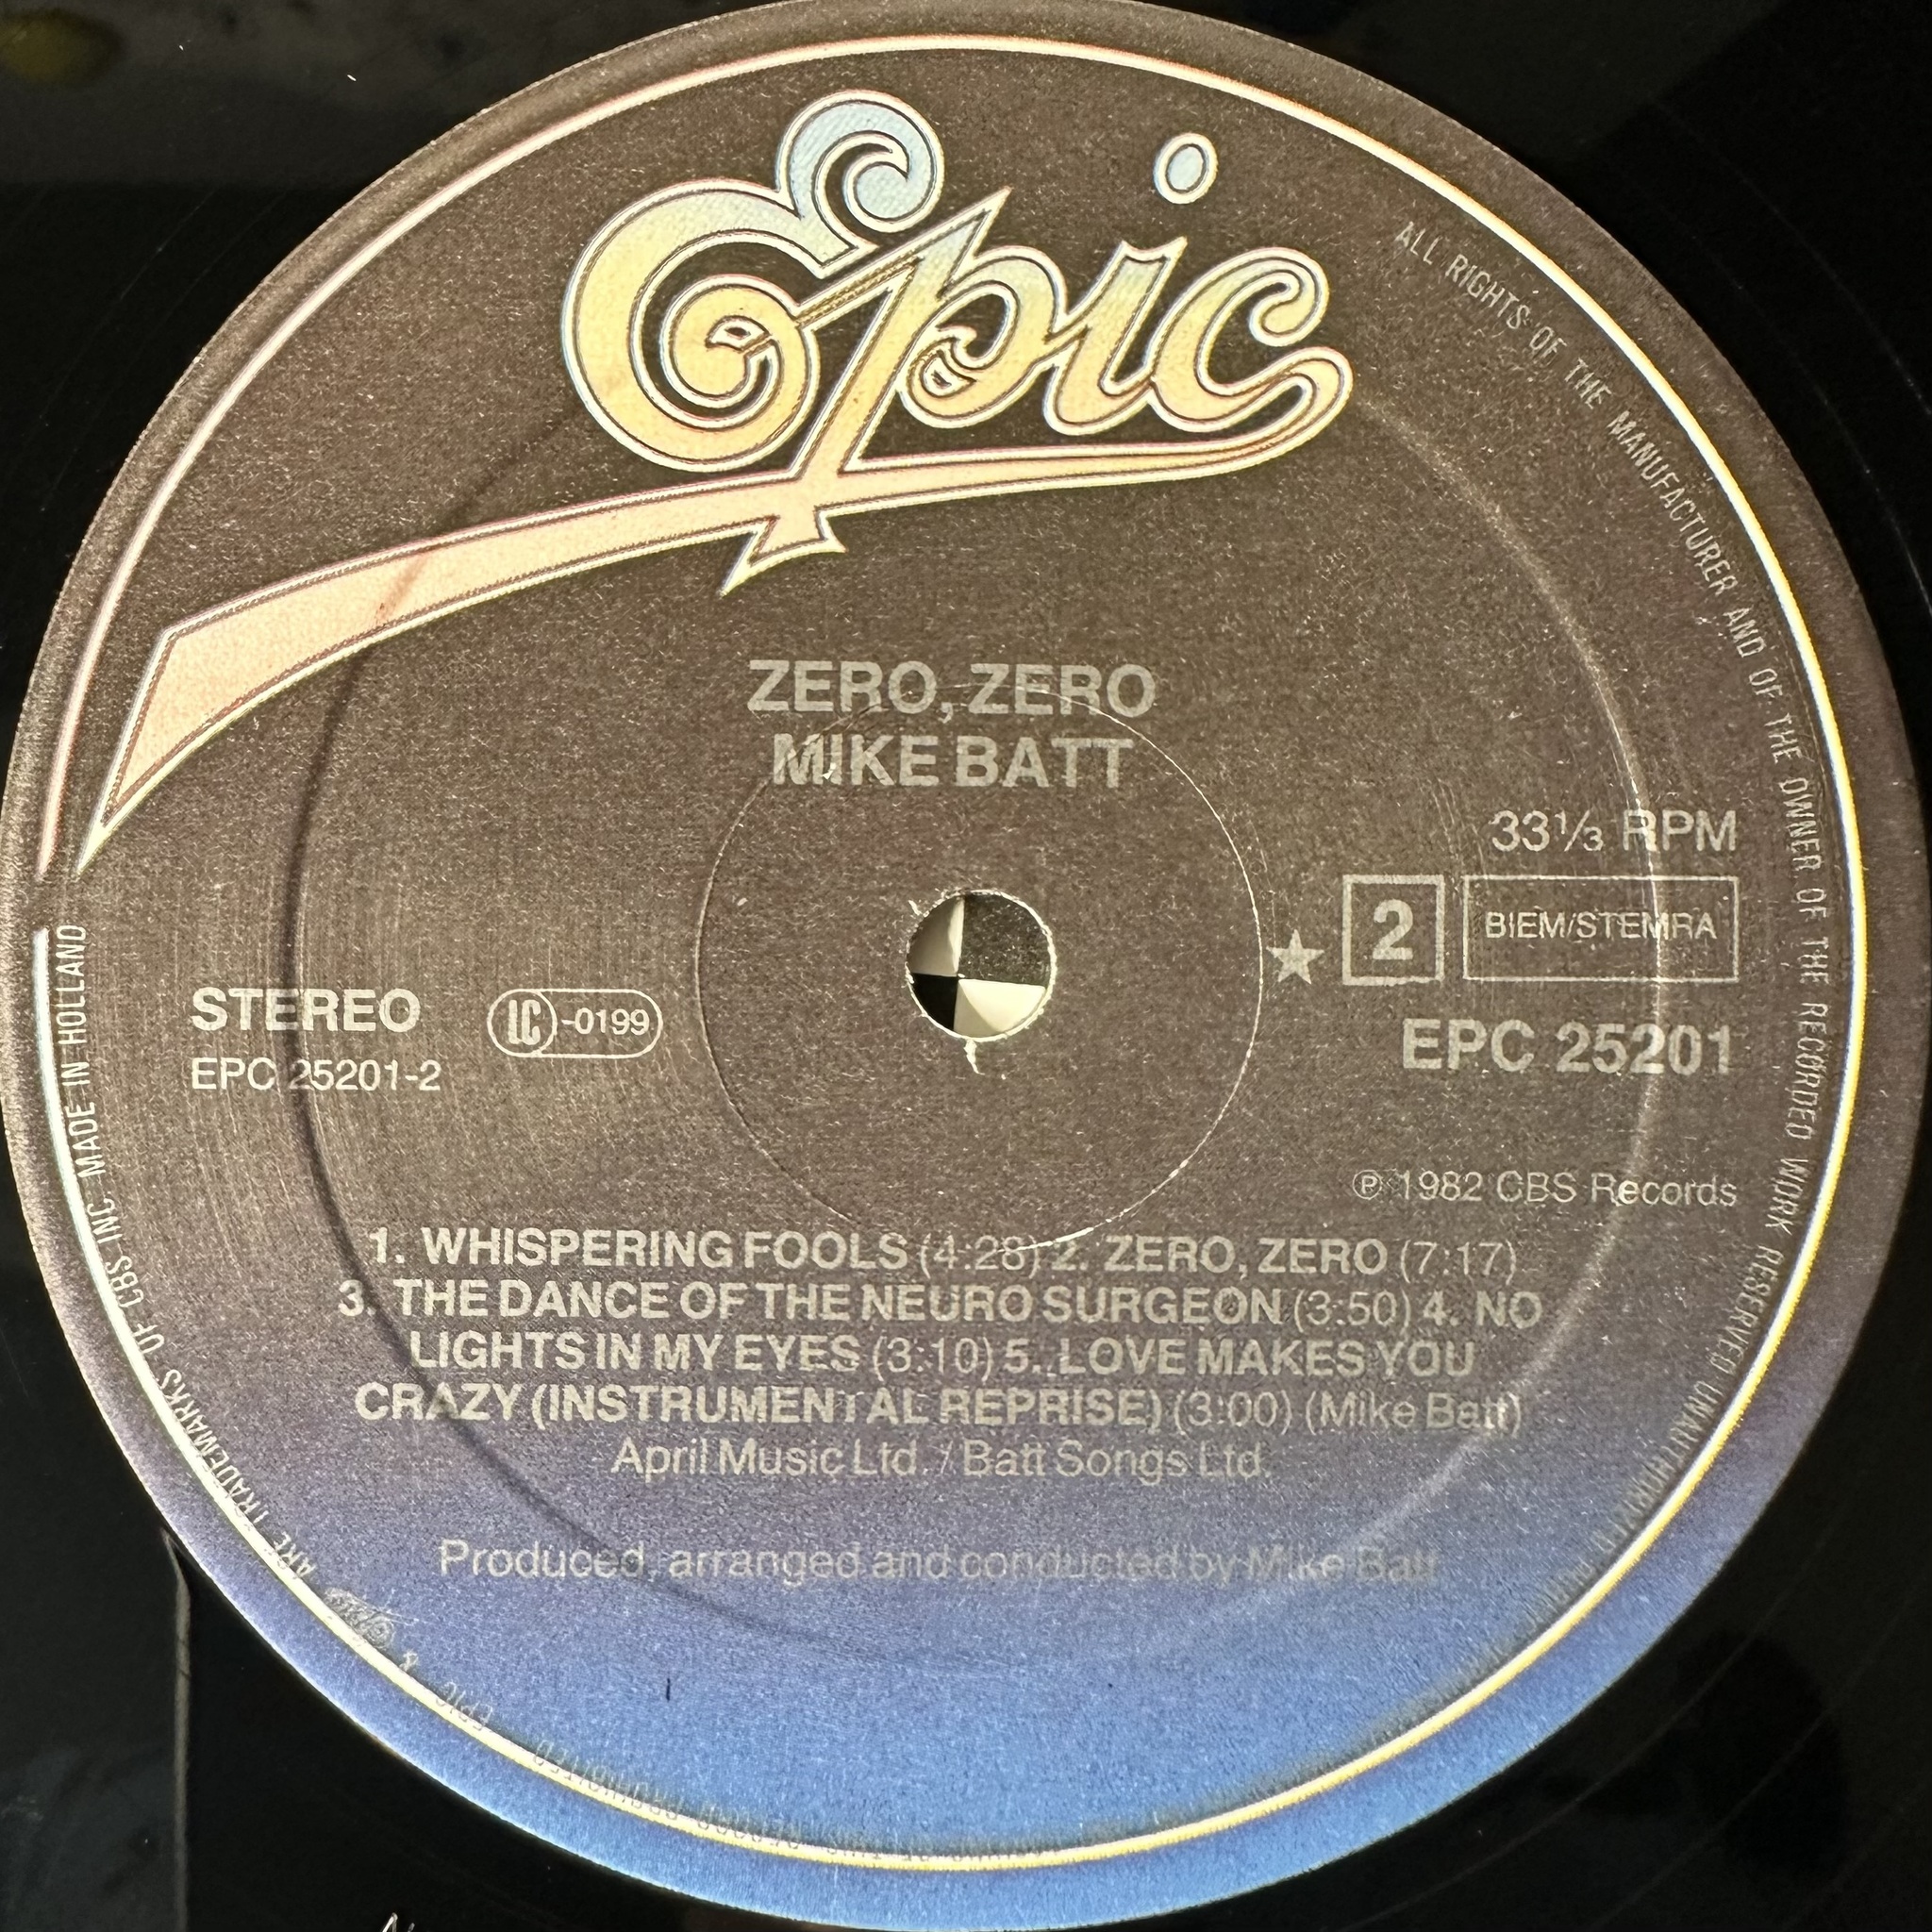 Epic
ZERO, ZERO
MIKE BATT
33⅓ RPM
★ 2 BIEM/STEMRA
STEREO LC-0199
EPC 25201-2
EPC 25201
℗ 1982 CBS Records
1. WHISPERING FOOLS (4:28) 2. ZERO, ZERO (7:17)
3. THE DANCE OF THE NEURO SURGEON (3:50) 4. NO
LIGHTS IN MY EYES (3:10) 5. LOVE MAKES YOU
CRAZY (INSTRUMENTAL REPRISE) (3:00) (Mike Batt)
April Music Ltd. / Batt Songs Ltd.
Produced, arranged and conducted by Mike Batt
ALL RIGHTS OF THE MANUFACTURER AND OF THE OWNER OF THE RECORDED WORK RESERVED UNAUTHORIZED
THIS RECORD PROHIBITED
EPIC & Epic ARE TRADEMARKS OF CBS INC. MADE IN HOLLAND